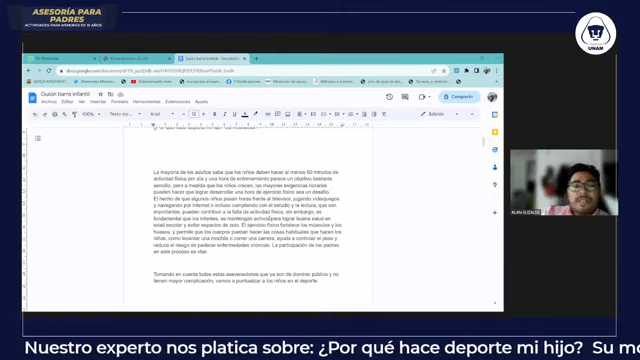 ASESORÍA PARA
PADRES
ACTIVIDADES PARA MENORES DE 15 AÑOS
UNAM
Guión barra infantil
Archivo Editar Ver Insertar Formato Herramientas Extensiones Ayuda
Compartir
100%
Texto nor...
Arial
12
Edición
La mayoría de los adultos sabe que los niños deben hacer al menos 60 minutos de
actividad física por día y una hora de entrenamiento parece un objetivo bastante
sencillo, pero a medida que los niños crecen, las mayores exigencias horarias
pueden hacer que lograr desarrollar una hora de ejercicio físico sea un desafío.
El hecho de que algunos niños pasan horas frente al televisor, jugando videojuegos
y navegando por Internet o incluso cumpliendo con el estudio y la lectura, que son
importantes, pueden contribuir a la falta de actividad física, sin embargo, es
fundamental que los infantes, se mantengan activos para lograr buena salud en
edad escolar y evitar espacios de ocio. El ejercicio fortalece los músculos y los
huesos, y permite que los cuerpos puedan hacer las cosas habituales que hacen los
niños, como levantar una mochila o correr una carrera, ayuda a controlar el peso y
reduce el riesgo de padecer enfermedades crónicas. La participación de los padres
en este proceso es vital.
Tomando en cuenta todas estas aseveraciones que ya son de dominio público y no
tienen mayor complicación, vamos a puntualizar a los niños en el deporte
ALAN ELIZALDE
Nuestro experto nos platica sobre: ¿Por qué hace deporte mi hijo? Su mo